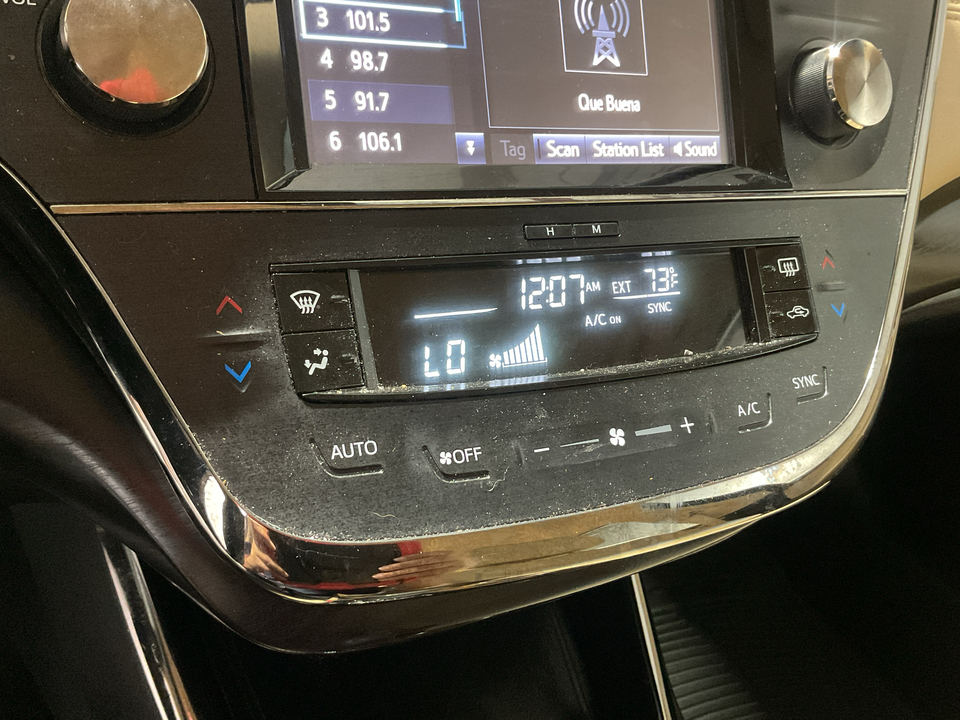 VOL
3 101.5
4 98.7
5 91.7
6 106.1
Que Buena
Tag Scan Station List Sound
H M
12:07 AM EXT 73°F
SYNC
A/C ON
LO
AUTO
OFF
- +
A/C
SYNC